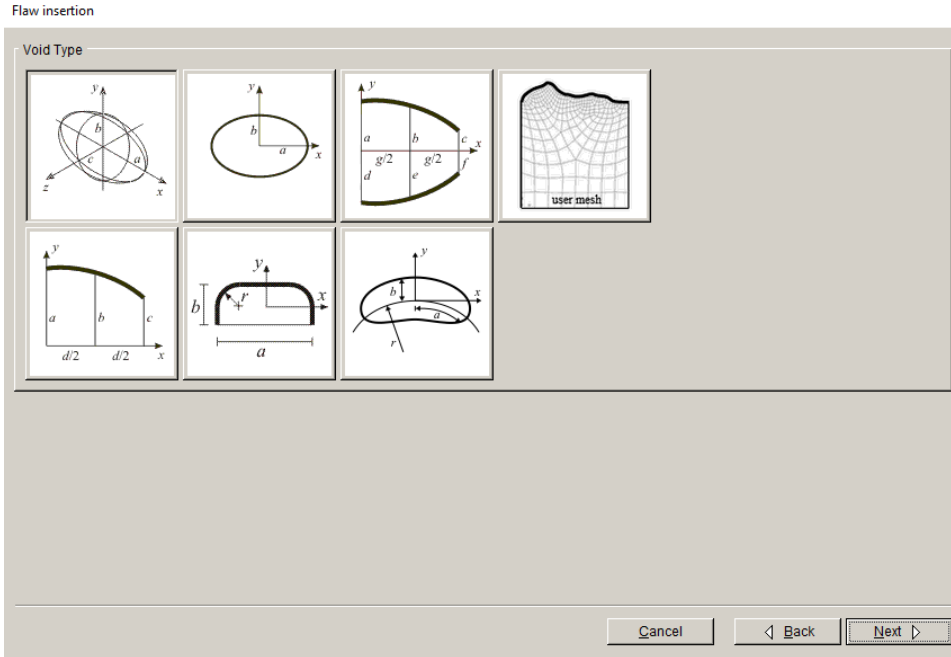 Flaw insertion
Void Type
y
b
c
a
z
x
y
b
a
x
y
a
b
c
x
g/2
g/2
f
d
e
user mesh
y
a
b
c
d/2
d/2
x
y
b
r
x
a
y
b
x
a
r
Cancel
Back
Next